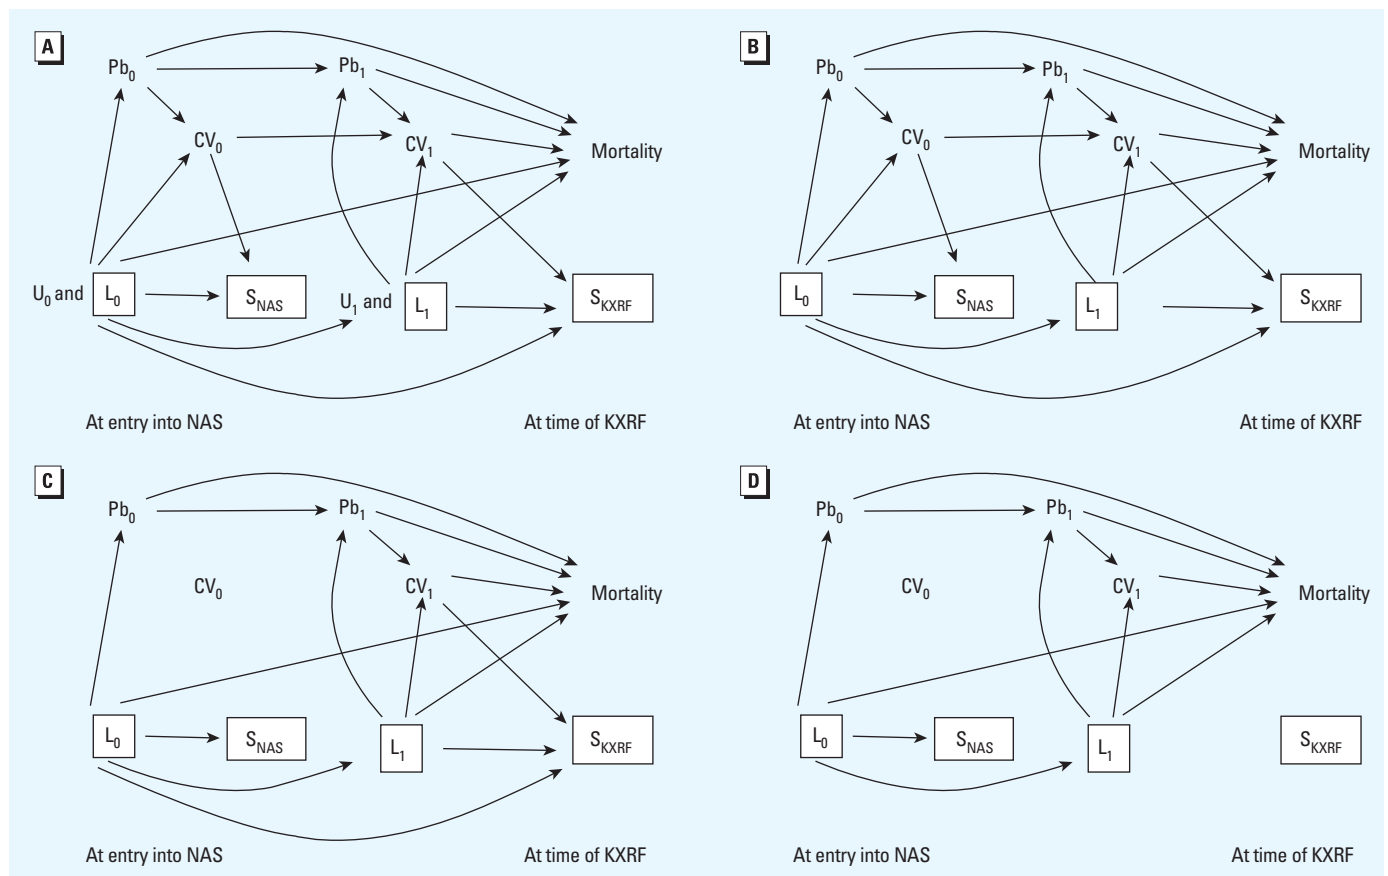 A
Pb0
Pb1
CV0
CV1
Mortality
U0 and L0
SNAS
U1 and L1
SKXRF
At entry into NAS
At time of KXRF
B
Pb0
Pb1
CV0
CV1
Mortality
L0
SNAS
L1
SKXRF
At entry into NAS
At time of KXRF
C
Pb0
Pb1
CV0
CV1
Mortality
L0
SNAS
L1
SKXRF
At entry into NAS
At time of KXRF
D
Pb0
Pb1
CV0
CV1
Mortality
L0
SNAS
L1
SKXRF
At entry into NAS
At time of KXRF